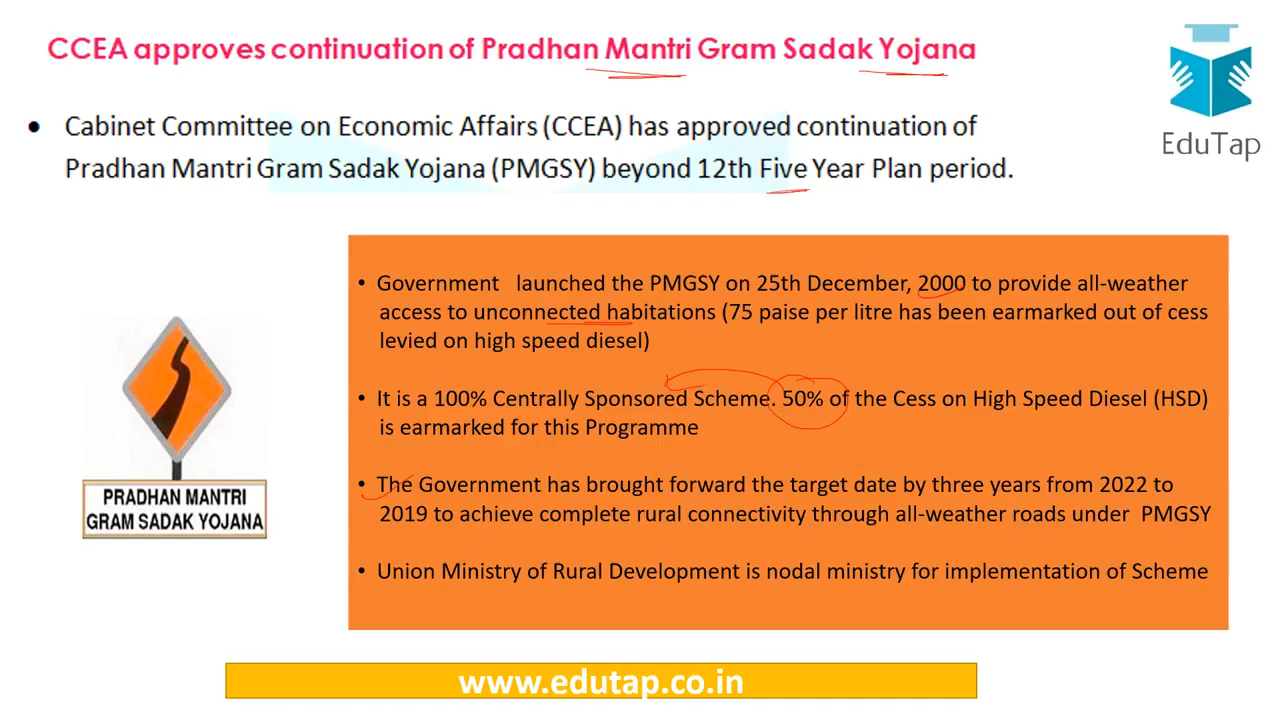 CCEA approves continuation of Pradhan Mantri Gram Sadak Yojana
EduTap
• Cabinet Committee on Economic Affairs (CCEA) has approved continuation of
Pradhan Mantri Gram Sadak Yojana (PMGSY) beyond 12th Five Year Plan period.
• Government launched the PMGSY on 25th December, 2000 to provide all-weather
access to unconnected habitations (75 paise per litre has been earmarked out of cess
levied on high speed diesel)
• It is a 100% Centrally Sponsored Scheme. 50% of the Cess on High Speed Diesel (HSD)
is earmarked for this Programme
• The Government has brought forward the target date by three years from 2022 to
2019 to achieve complete rural connectivity through all-weather roads under PMGSY
• Union Ministry of Rural Development is nodal ministry for implementation of Scheme
PRADHAN MANTRI
GRAM SADAK YOJANA
www.edutap.co.in